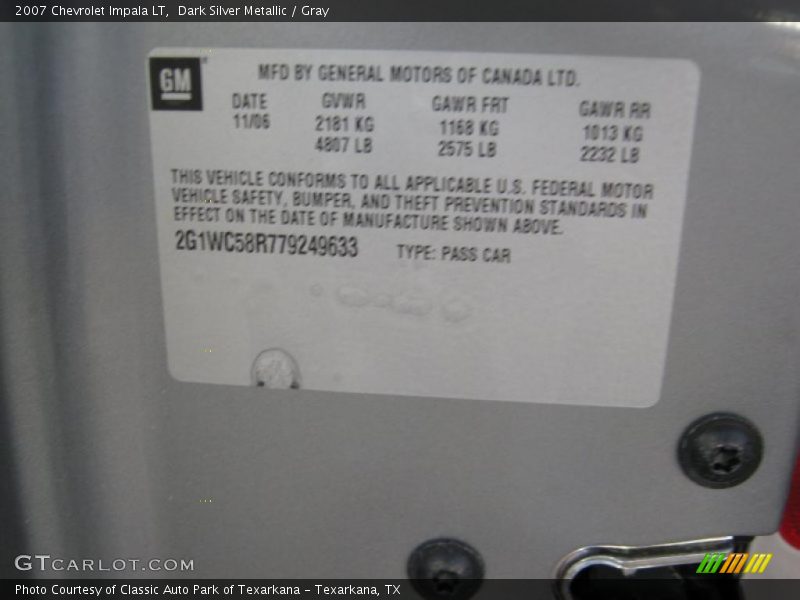 2007 Chevrolet Impala LT,  Dark Silver Metallic / Gray
GM
MFD BY GENERAL MOTORS OF CANADA LTD.
DATE GVWR GAWR FRT GAWR RR
11/06 2181 KG 1168 KG 1013 KG
4807 LB 2575 LB 2232 LB
THIS VEHICLE CONFORMS TO ALL APPLICABLE U.S. FEDERAL MOTOR
VEHICLE SAFETY, BUMPER, AND THEFT PREVENTION STANDARDS IN
EFFECT ON THE DATE OF MANUFACTURE SHOWN ABOVE.
2G1WC58R779249633 TYPE: PASS CAR
GTCARLOT.COM
Photo Courtesy of Classic Auto Park of Texarkana - Texarkana, TX